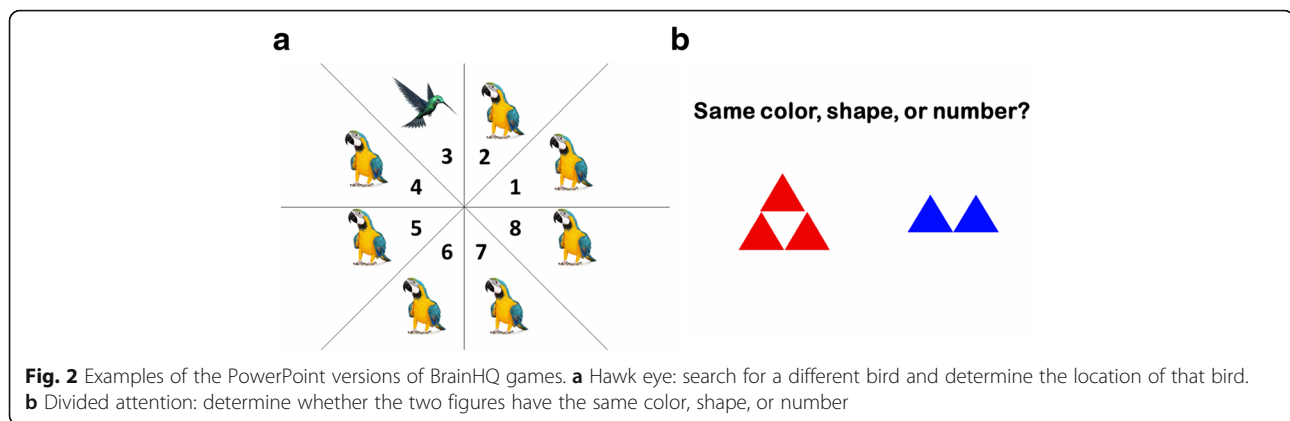 a
b
3
2
4
1
5
8
6
7
Same color, shape, or number?
Fig. 2 Examples of the PowerPoint versions of BrainHQ games. a Hawk eye: search for a different bird and determine the location of that bird.
b Divided attention: determine whether the two figures have the same color, shape, or number